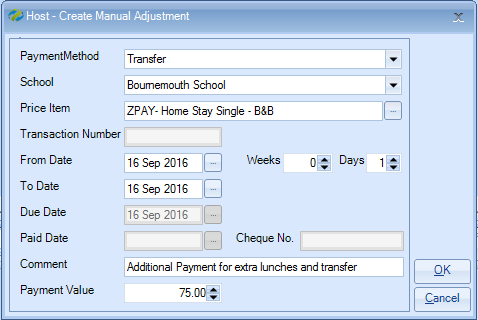 Host - Create Manual Adjustment
PaymentMethod Transfer
School Bournemouth School
Price Item ZPAY- Home Stay Single - B&B ...
Transaction Number
From Date 16 Sep 2016 ... Weeks 0 Days 1
To Date 16 Sep 2016 ...
Due Date 16 Sep 2016 ...
Paid Date ... Cheque No.
Comment Additional Payment for extra lunches and transfer
OK
Payment Value 75.00
Cancel